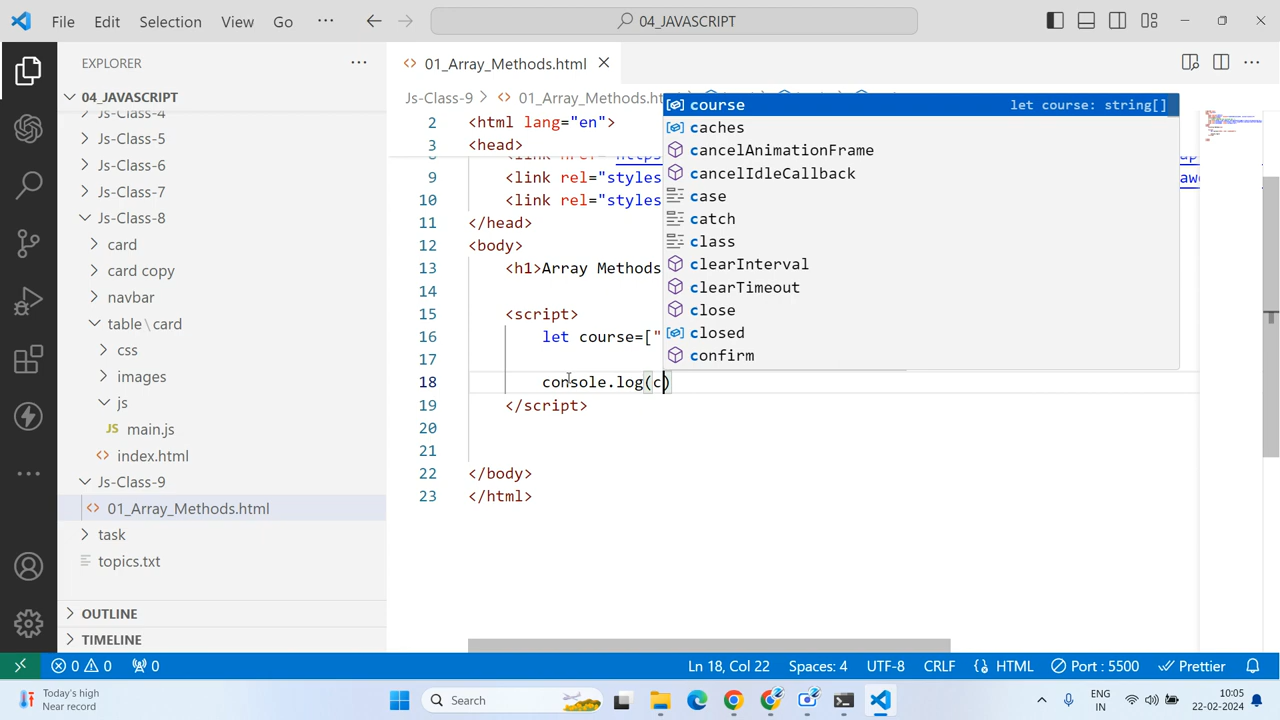 File Edit Selection View Go ··· 04_JAVASCRIPT
EXPLORER
04_JAVASCRIPT
Js-Class-4
Js-Class-5
Js-Class-6
Js-Class-7
Js-Class-8
card
card copy
navbar
table\card
css
images
js
JS main.js
index.html
Js-Class-9
01_Array_Methods.html
task
topics.txt
OUTLINE
TIMELINE
01_Array_Methods.html
Js-Class-9 > 01_Array_Methods.ht
2 <html lang="en">
3 <head>
9 <link rel="styles
10 <link rel="styles
11 </head>
12 <body>
13 <h1>Array Methods
14
15 <script>
16 let course=["
17
18 console.log(c)
19 </script>
20
21
22 </body>
23 </html>
course let course: string[]
caches
cancelAnimationFrame
cancelIdleCallback
case
catch
class
clearInterval
clearTimeout
close
closed
confirm
0 0 0 Ln 18, Col 22 Spaces: 4 UTF-8 CRLF HTML Port : 5500 Prettier
Today's high
Near record
Search
ENG
IN
10:05
22-02-2024